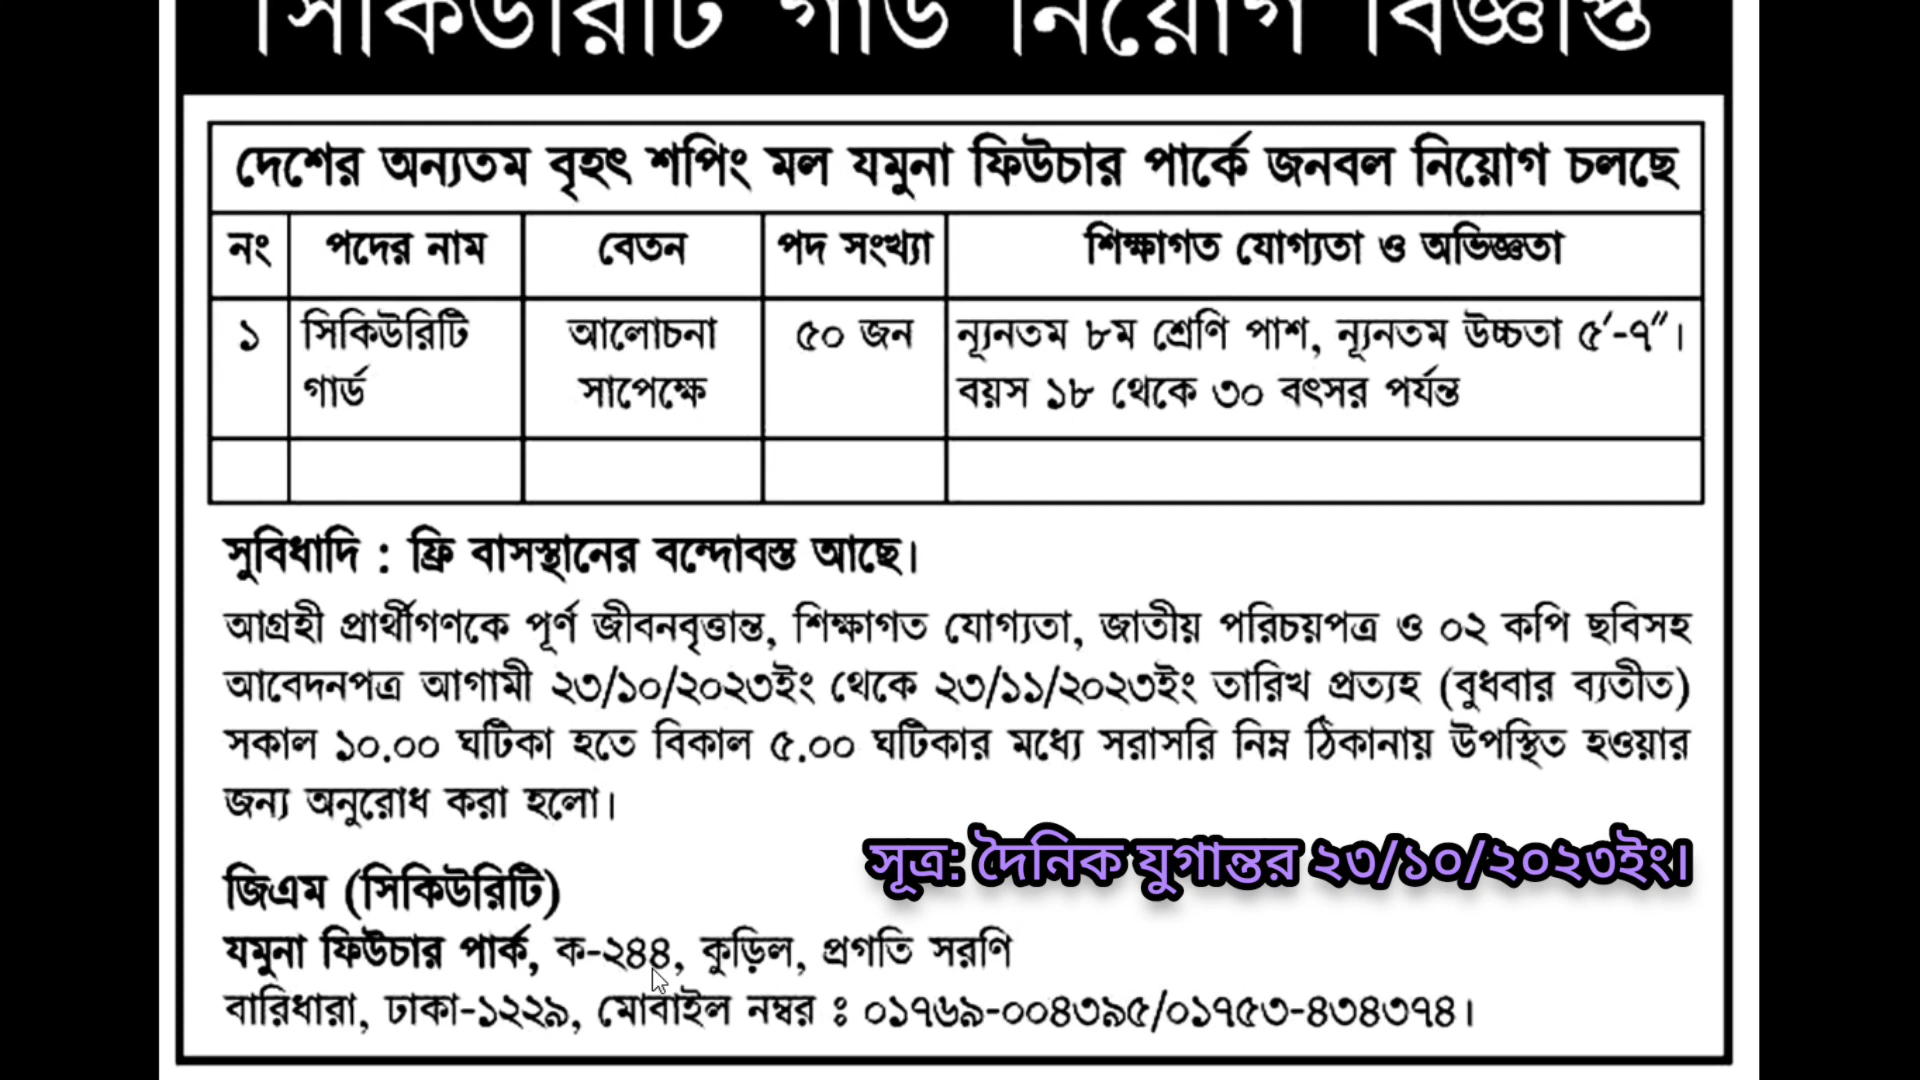 সিকিউরিটি গার্ড নিয়োগ বিজ্ঞপ্তি
দেশের অন্যতম বৃহৎ শপিং মল যমুনা ফিউচার পার্কে জনবল নিয়োগ চলছে
নং পদের নাম বেতন পদ সংখ্যা শিক্ষাগত যোগ্যতা ও অভিজ্ঞতা
১ সিকিউরিটি আলোচনা ৫০ জন ন্যূনতম ৮ম শ্রেণি পাশ, ন্যূনতম উচ্চতা ৫′-৭″।
গার্ড সাপেক্ষে বয়স ১৮ থেকে ৩০ বৎসর পর্যন্ত
সুবিধাদি : ফ্রি বাসস্থানের বন্দোবস্ত আছে।
আগ্রহী প্রার্থীগণকে পূর্ণ জীবনবৃত্তান্ত, শিক্ষাগত যোগ্যতা, জাতীয় পরিচয়পত্র ও ০২ কপি ছবিসহ
আবেদনপত্র আগামী ২৩/১০/২০২৩ইং থেকে ২৩/১১/২০২৩ইং তারিখ প্রত্যহ (বুধবার ব্যতীত)
সকাল ১০.০০ ঘটিকা হতে বিকাল ৫.০০ ঘটিকার মধ্যে সরাসরি নিম্ন ঠিকানায় উপস্থিত হওয়ার
জন্য অনুরোধ করা হলো।
সূত্র: দৈনিক যুগান্তর ২৩/১০/২০২৩ইং।
জিএম (সিকিউরিটি)
যমুনা ফিউচার পার্ক, ক-২৪৪, কুড়িল, প্রগতি সরণি
বারিধারা, ঢাকা-১২২৯, মোবাইল নম্বর ঃ ০১৭৬৯-০০৪৩৯৫/০১৭৫৩-৪৩৪৩৭৪।